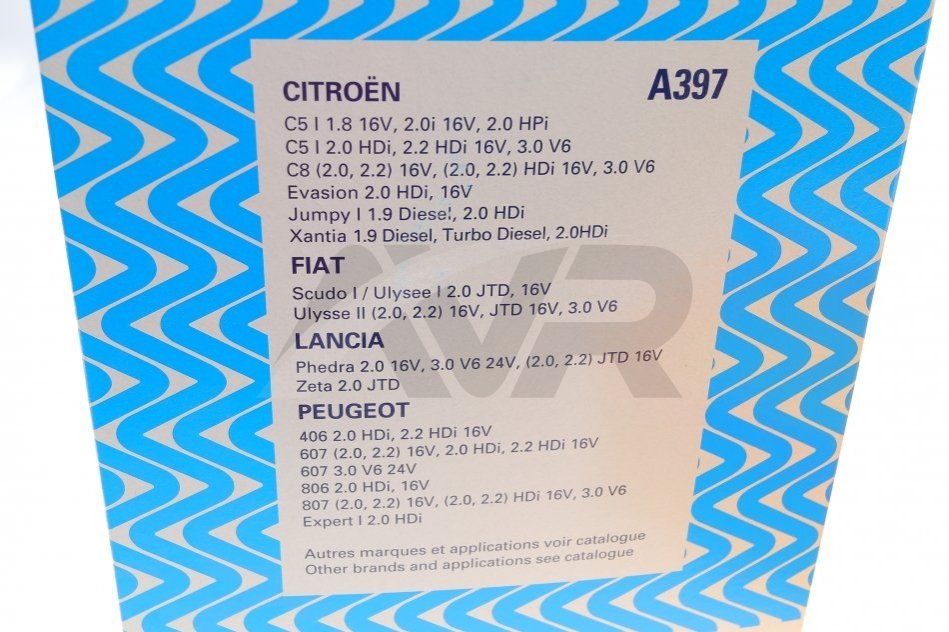 CITROËN
A397
C5 I 1.8 16V, 2.0i 16V, 2.0 HPi
C5 I 2.0 HDi, 2.2 HDi 16V, 3.0 V6
C8 (2.0, 2.2) 16V, (2.0, 2.2) HDi 16V, 3.0 V6
Evasion 2.0 HDi, 16V
Jumpy I 1.9 Diesel, 2.0 HDi
Xantia 1.9 Diesel, Turbo Diesel, 2.0HDi
FIAT
Scudo I / Ulysee I 2.0 JTD, 16V
Ulysse II (2.0, 2.2) 16V, JTD 16V, 3.0 V6
LANCIA
Phedra 2.0 16V, 3.0 V6 24V, (2.0, 2.2) JTD 16V
Zeta 2.0 JTD
PEUGEOT
406 2.0 HDi, 2.2 HDi 16V
607 (2.0, 2.2) 16V, 2.0 HDi, 2.2 HDi 16V
607 3.0 V6 24V
806 2.0 HDi, 16V
807 (2.0, 2.2) 16V, (2.0, 2.2) HDi 16V, 3.0 V6
Expert I 2.0 HDi
Autres marques et applications voir catalogue
Other brands and applications see catalogue
AVR